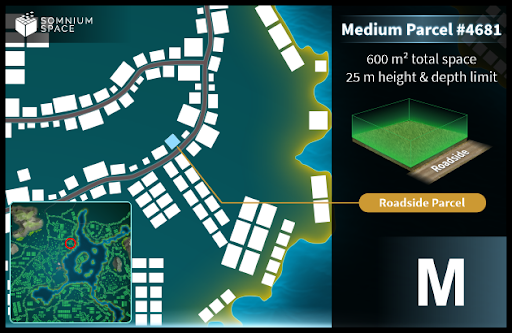 SOMNIUM
SPACE
Medium Parcel #4681
600 m² total space
25 m height & depth limit
Roadside
Roadside Parcel
M